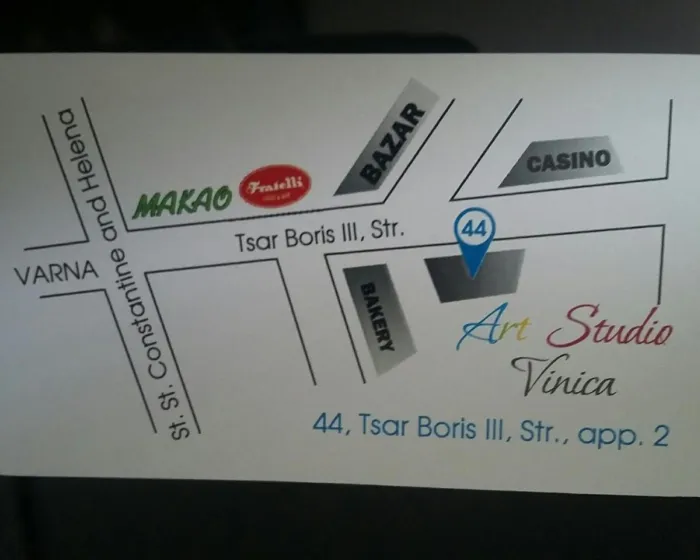 St. St. Constantine and Helena
BAZAR
CASINO
MAKAO
Fratelli
Tsar Boris III, Str.
44
VARNA
BAKERY
Art Studio
Vinica
44, Tsar Boris III, Str., app. 2